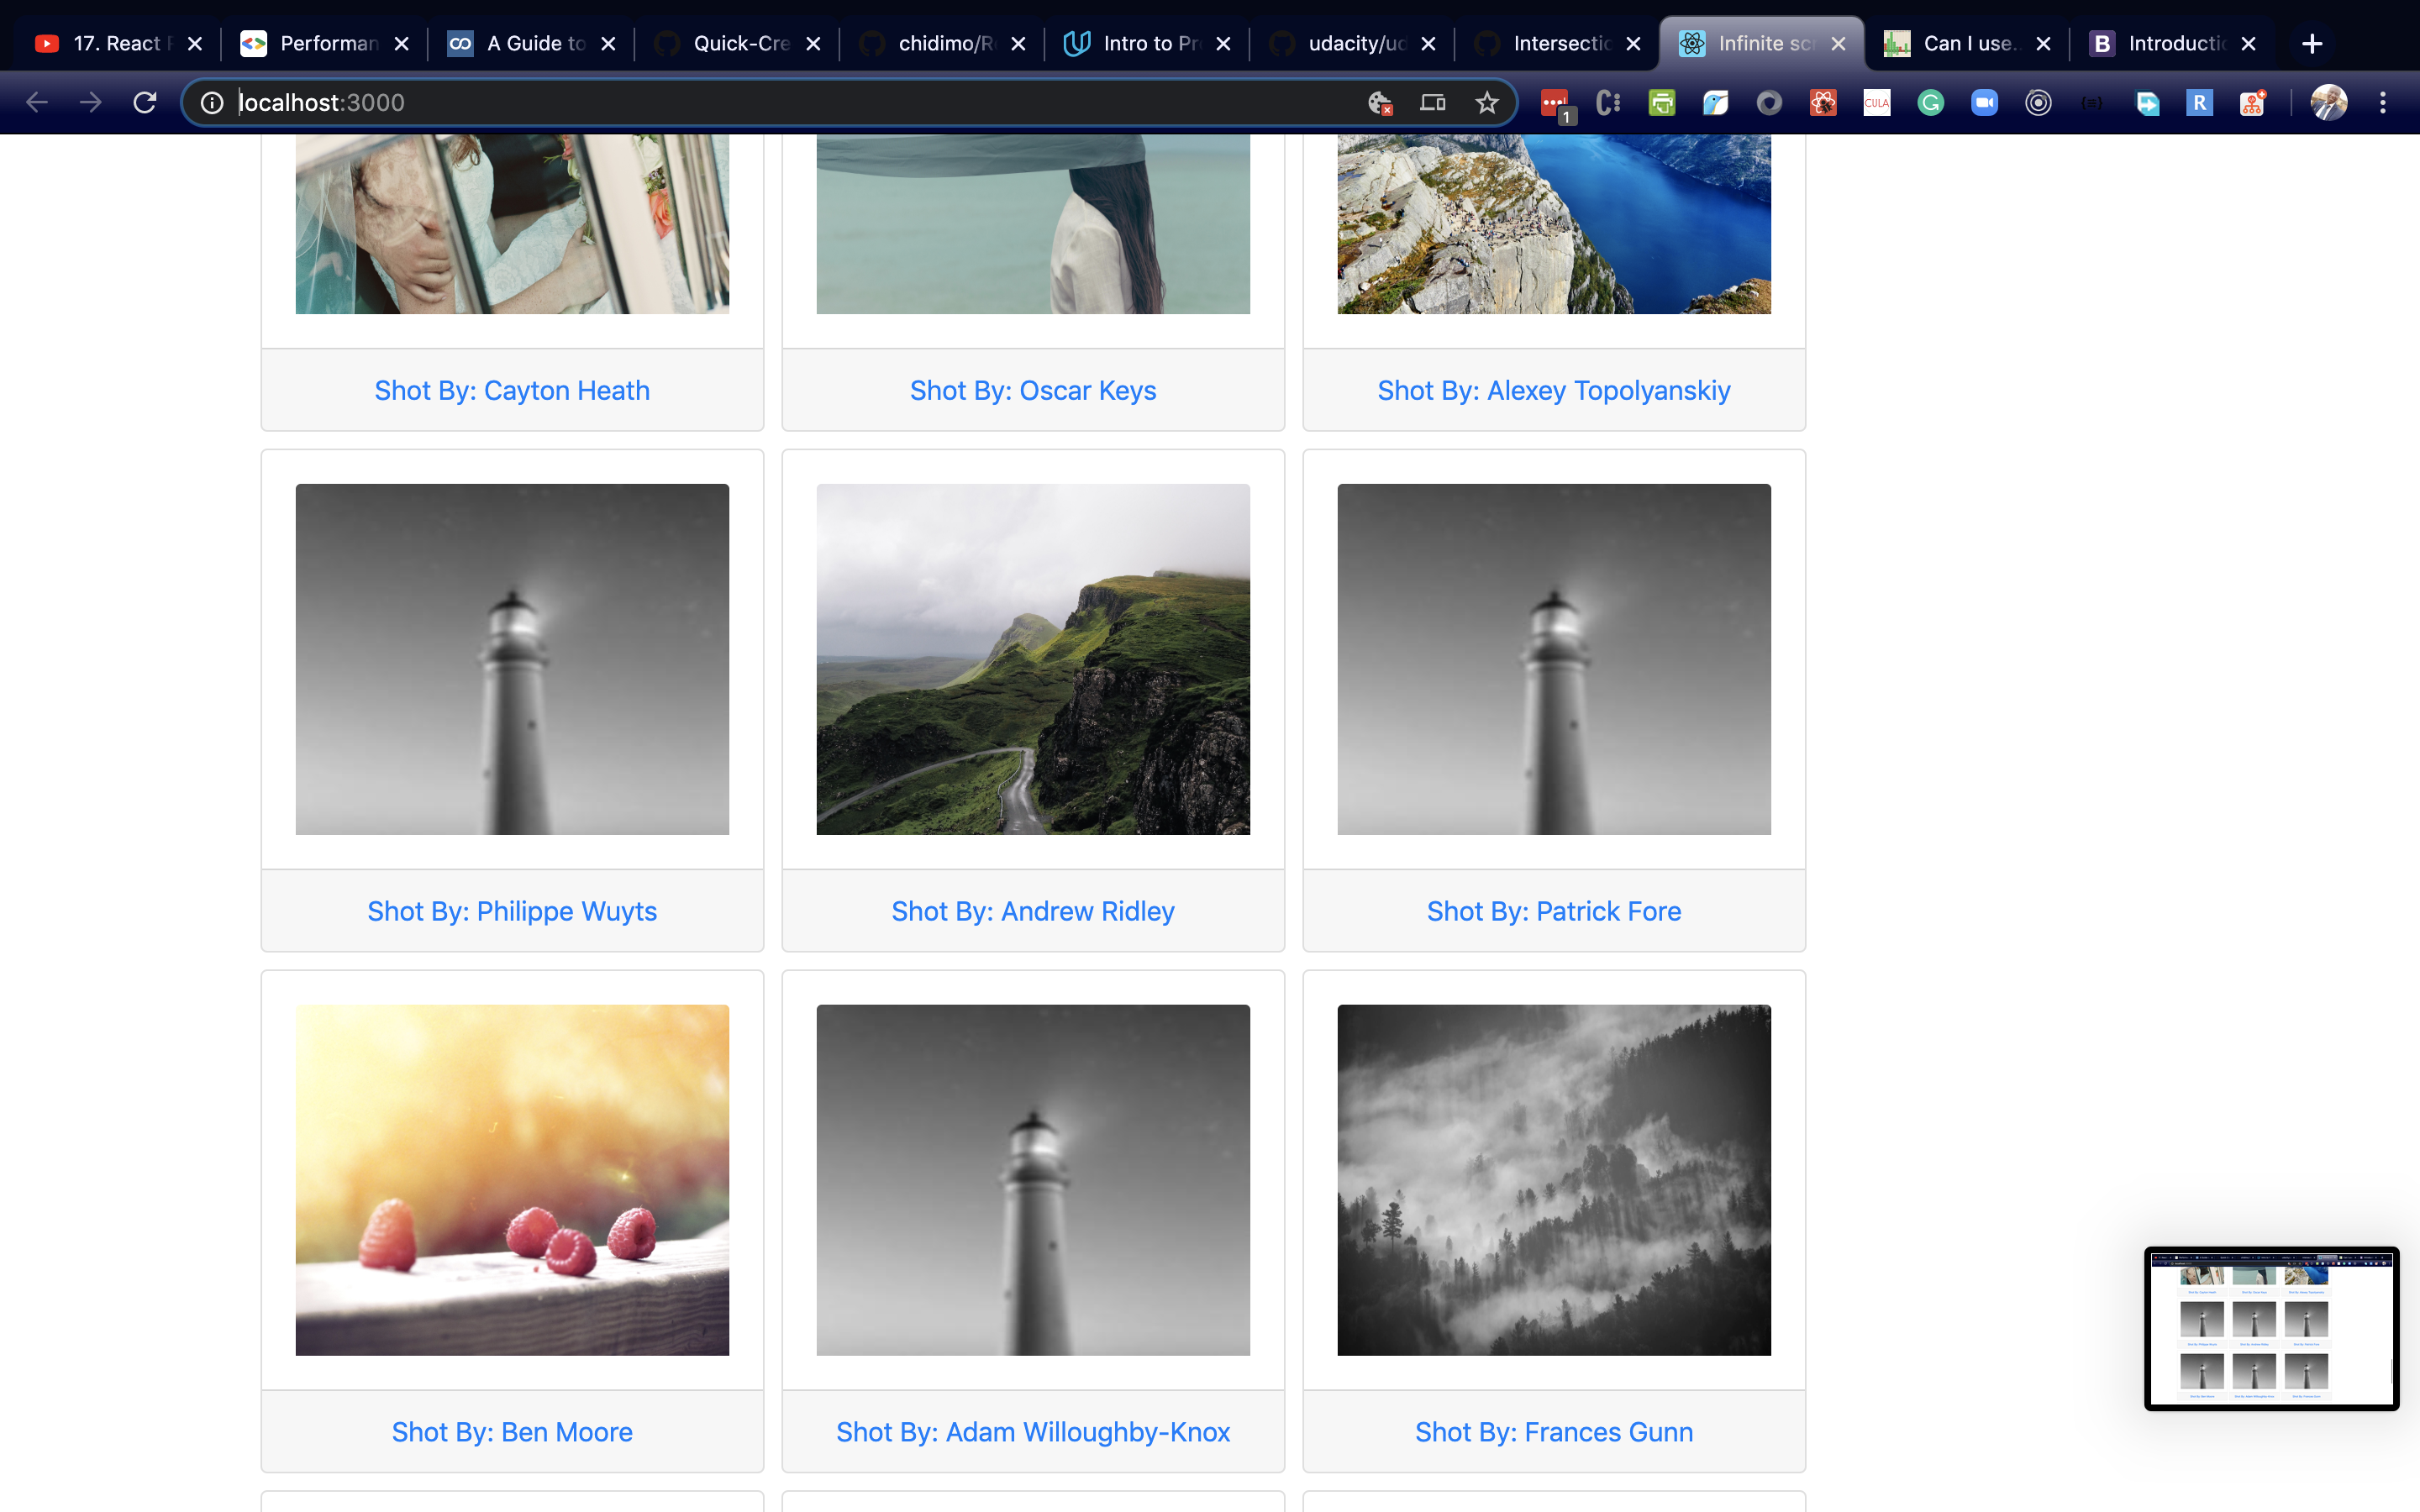 17. React
Performan
A Guide to
Quick-Cre
chidimo/R
Intro to Pr
udacity/ud
Intersectio
Infinite scr
Can I use..
B
Introductio
localhost:3000
1
CULA
G
R
Shot By: Cayton Heath
Shot By: Oscar Keys
Shot By: Alexey Topolyanskiy
Shot By: Philippe Wuyts
Shot By: Andrew Ridley
Shot By: Patrick Fore
Shot By: Ben Moore
Shot By: Adam Willoughby-Knox
Shot By: Frances Gunn